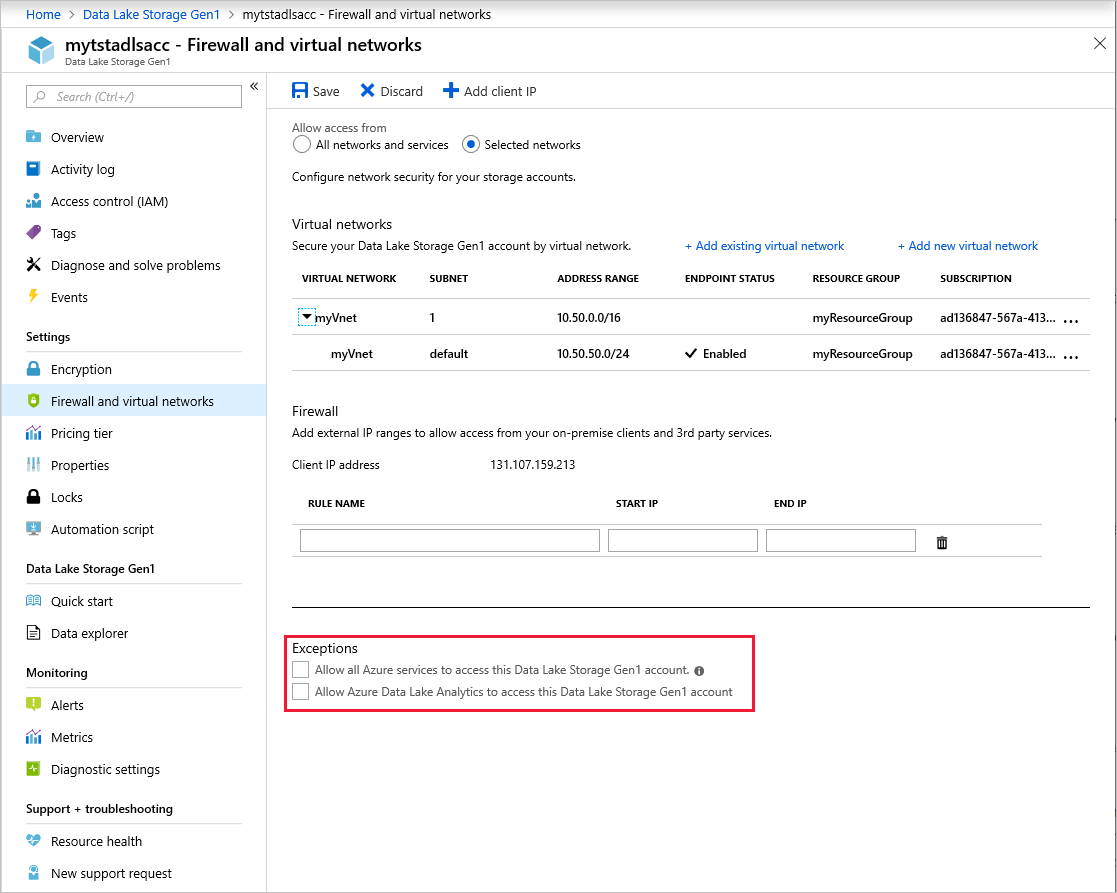 Home > Data Lake Storage Gen1 > mytstadlsacc - Firewall and virtual networks
mytstadlsacc - Firewall and virtual networks
Data Lake Storage Gen1
Search (Ctrl+/)
«
Overview
Activity log
Access control (IAM)
Tags
Diagnose and solve problems
Events
Settings
Encryption
Firewall and virtual networks
Pricing tier
Properties
Locks
Automation script
Data Lake Storage Gen1
Quick start
Data explorer
Monitoring
Alerts
Metrics
Diagnostic settings
Support + troubleshooting
Resource health
New support request
Save Discard Add client IP
Allow access from
All networks and services Selected networks
Configure network security for your storage accounts.
Virtual networks
Secure your Data Lake Storage Gen1 account by virtual network. + Add existing virtual network + Add new virtual network
VIRTUAL NETWORK SUBNET ADDRESS RANGE ENDPOINT STATUS RESOURCE GROUP SUBSCRIPTION
myVnet 1 10.50.0.0/16 myResourceGroup ad136847-567a-413... ...
myVnet default 10.50.50.0/24 Enabled myResourceGroup ad136847-567a-413... ...
Firewall
Add external IP ranges to allow access from your on-premise clients and 3rd party services.
Client IP address 131.107.159.213
RULE NAME START IP END IP
Exceptions
Allow all Azure services to access this Data Lake Storage Gen1 account.
Allow Azure Data Lake Analytics to access this Data Lake Storage Gen1 account